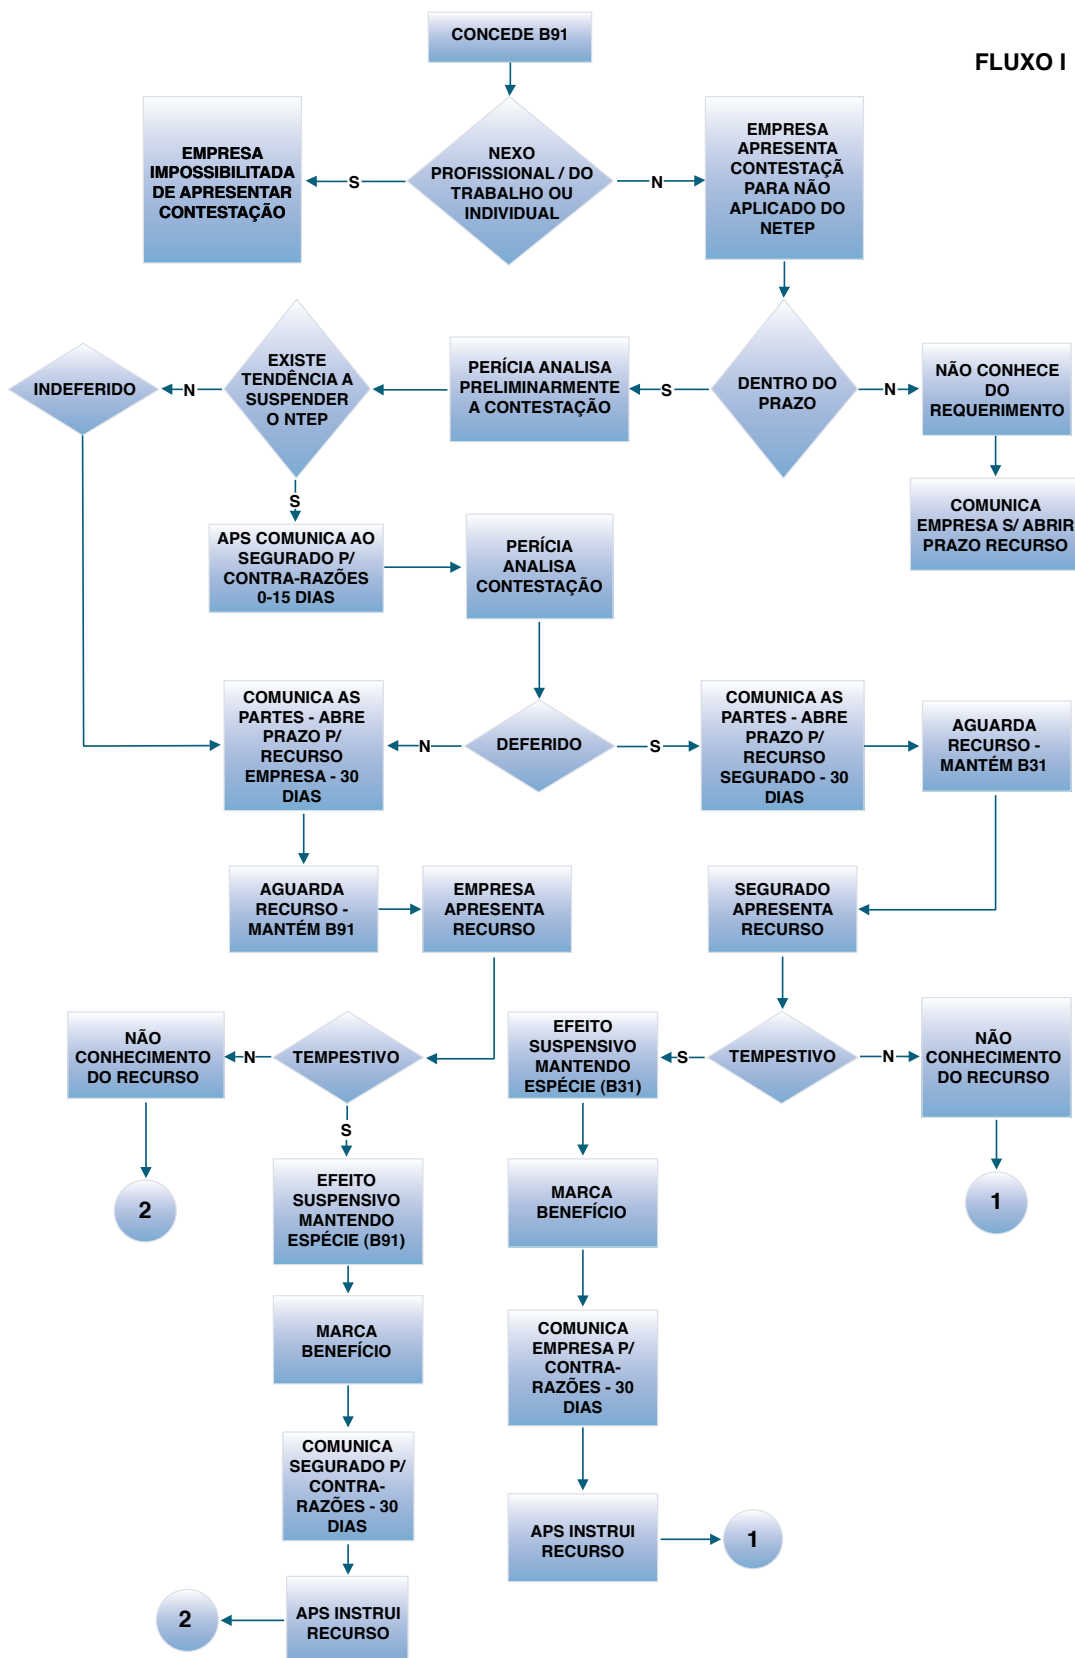 CONCEDE B91
FLUXO I
EMPRESA
IMPOSSIBILITADA
DE APRESENTAR
CONTESTAÇÃO
S
NEXO
PROFISSIONAL / DO
TRABALHO OU
INDIVIDUAL
N
EMPRESA
APRESENTA
CONTESTAÇÃ
PARA NÃO
APLICADO DO
NETEP
INDEFERIDO
N
EXISTE
TENDÊNCIA A
SUSPENDER
O NTEP
PERÍCIA ANALISA
PRELIMINARMENTE
A CONTESTAÇÃO
S
DENTRO DO
PRAZO
N
NÃO CONHECE
DO
REQUERIMENTO
S
COMUNICA
EMPRESA S/ ABRIR
PRAZO RECURSO
APS COMUNICA AO
SEGURADO P/
CONTRA-RAZÕES
0-15 DIAS
PERÍCIA
ANALISA
CONTESTAÇÃO
COMUNICA AS
PARTES - ABRE
PRAZO P/
RECURSO
EMPRESA - 30
DIAS
N
DEFERIDO
S
COMUNICA AS
PARTES - ABRE
PRAZO P/
RECURSO
SEGURADO - 30
DIAS
AGUARDA
RECURSO -
MANTÉM B31
AGUARDA
RECURSO -
MANTÉM B91
EMPRESA
APRESENTA
RECURSO
SEGURADO
APRESENTA
RECURSO
NÃO
CONHECIMENTO
DO RECURSO
N
TEMPESTIVO
EFEITO
SUSPENSIVO
MANTENDO
ESPÉCIE (B31)
S
TEMPESTIVO
N
NÃO
CONHECIMENTO
DO RECURSO
S
2
EFEITO
SUSPENSIVO
MANTENDO
ESPÉCIE (B91)
MARCA
BENEFÍCIO
1
MARCA
BENEFÍCIO
COMUNICA
EMPRESA P/
CONTRA-
RAZÕES - 30
DIAS
COMUNICA
SEGURADO P/
CONTRA-
RAZÕES - 30
DIAS
APS INSTRUI
RECURSO
1
2
APS INSTRUI
RECURSO